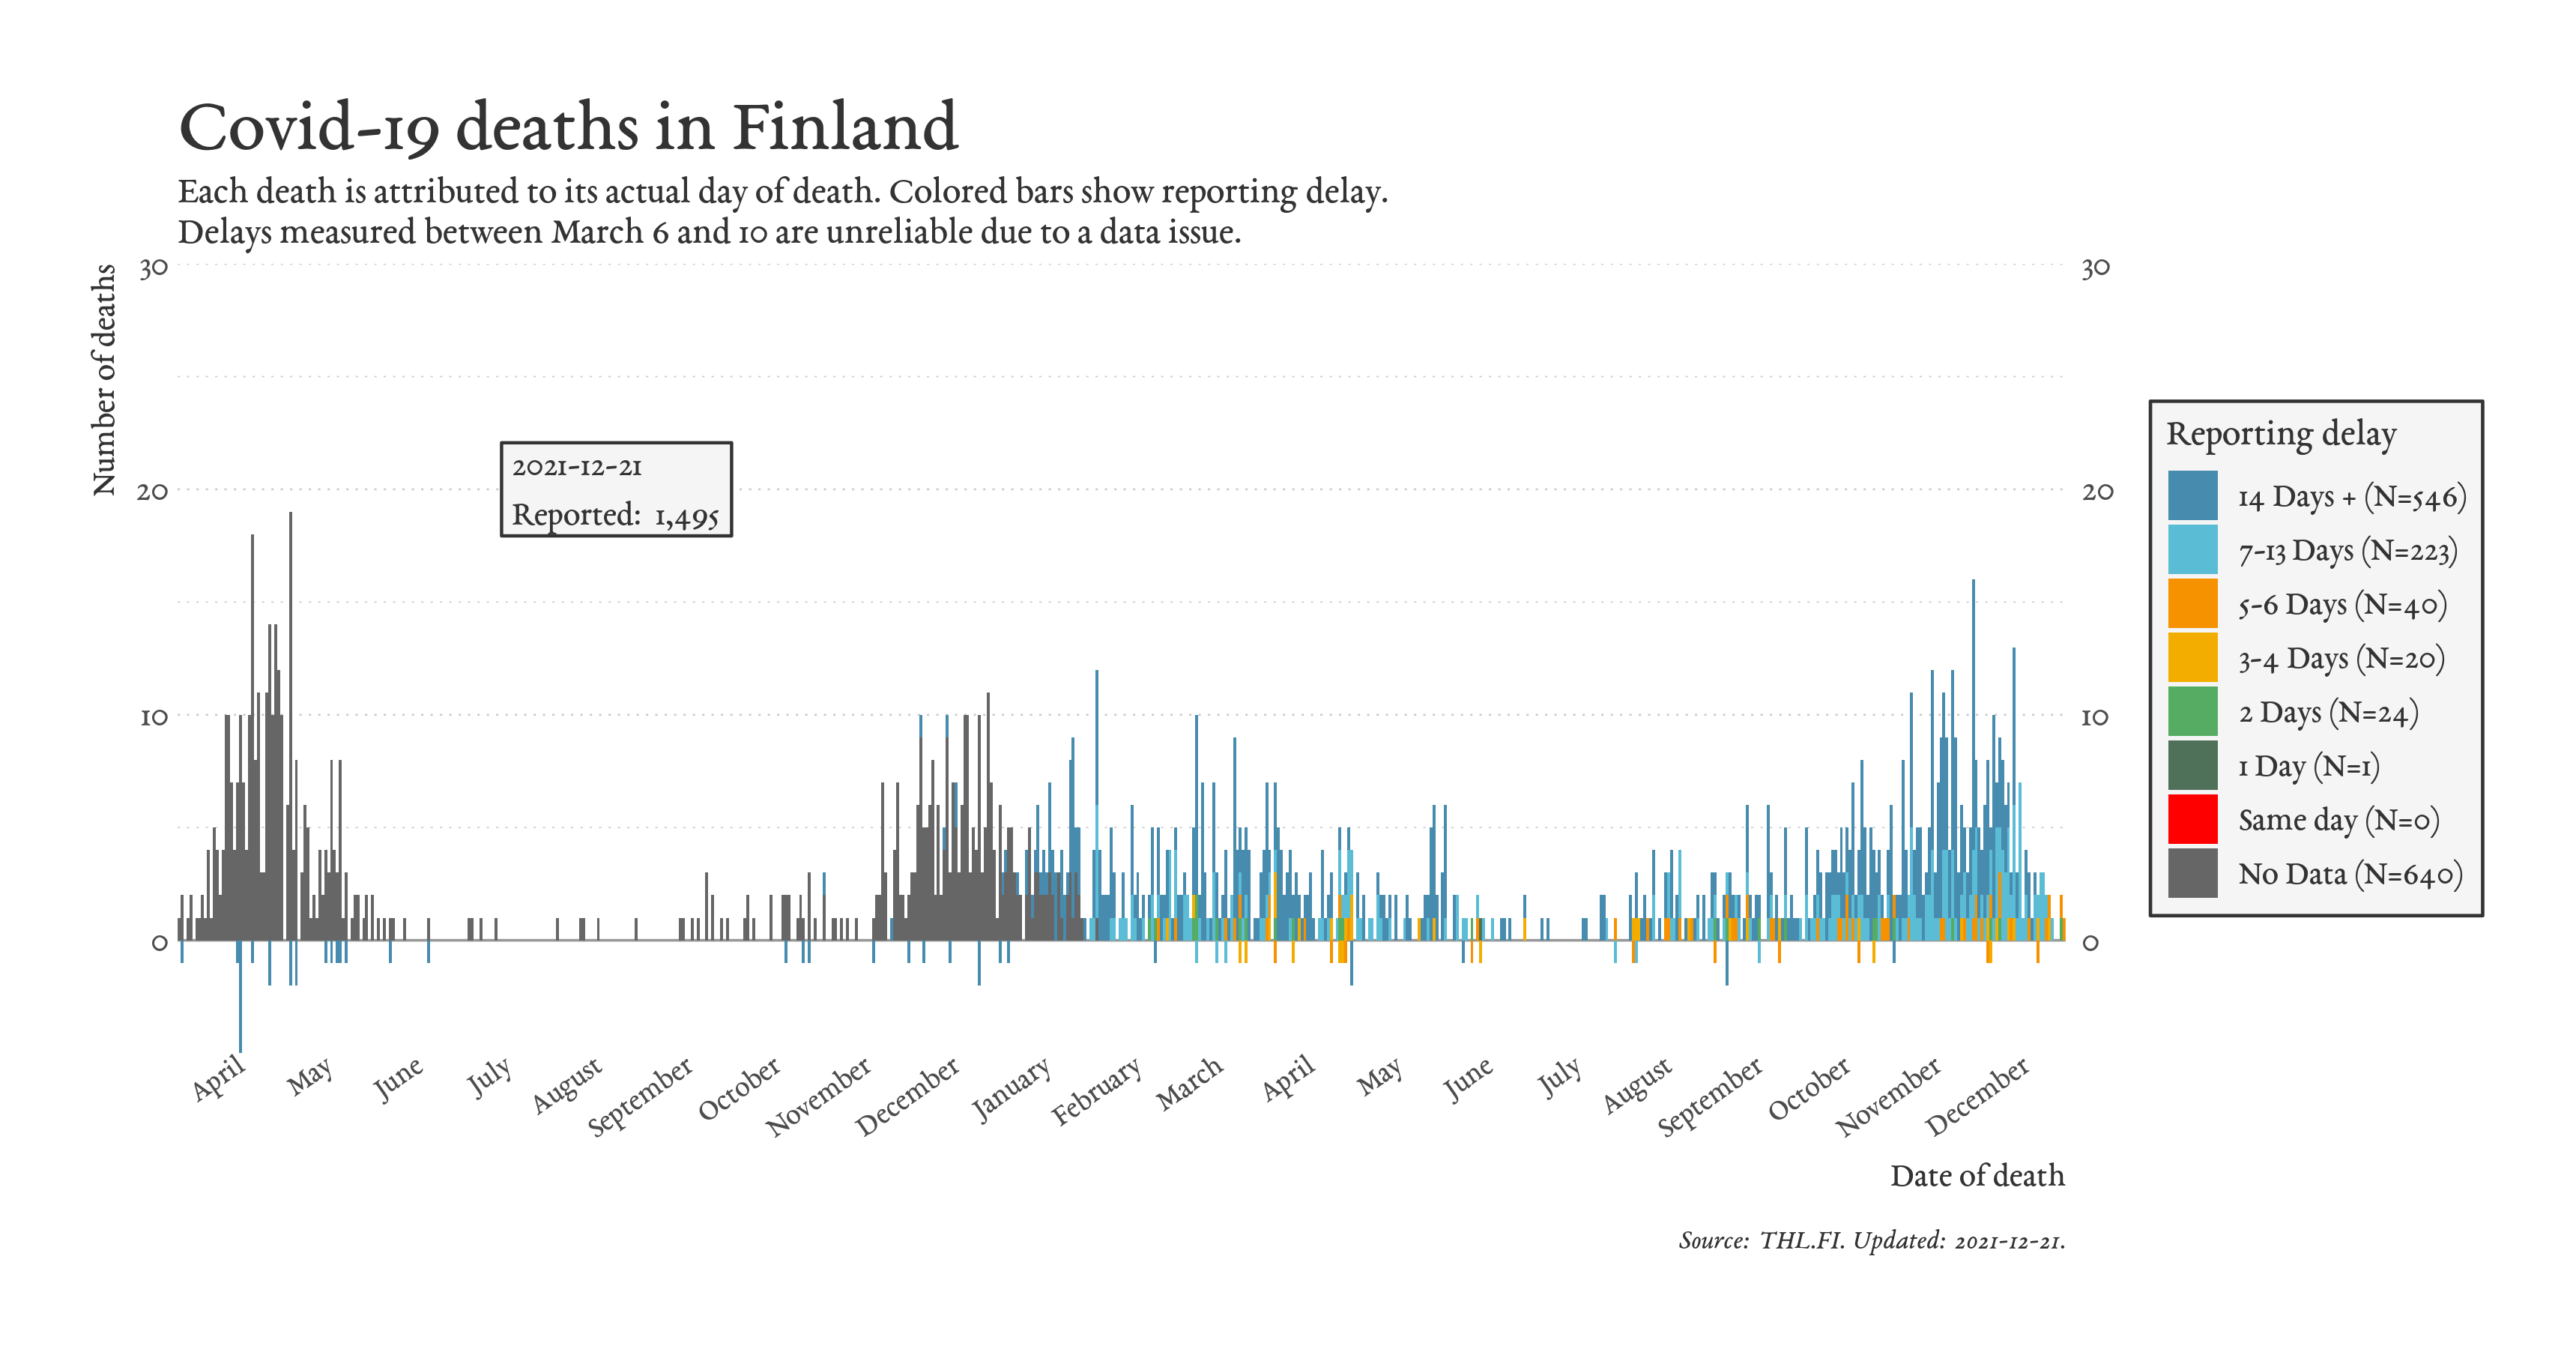 Covid-19 deaths in Finland
Each death is attributed to its actual day of death. Colored bars show reporting delay.
Delays measured between March 6 and 10 are unreliable due to a data issue.
Number of deaths
30
20
10
0
30
20
10
0
2021-12-21
Reported: 1,495
Reporting delay
14 Days + (N=546)
7-13 Days (N=223)
5-6 Days (N=40)
3-4 Days (N=20)
2 Days (N=24)
1 Day (N=1)
Same day (N=0)
No Data (N=640)
April
May
June
July
August
September
October
November
December
January
February
March
April
May
June
July
August
September
October
November
December
Date of death
Source: THL.FI. Updated: 2021-12-21.